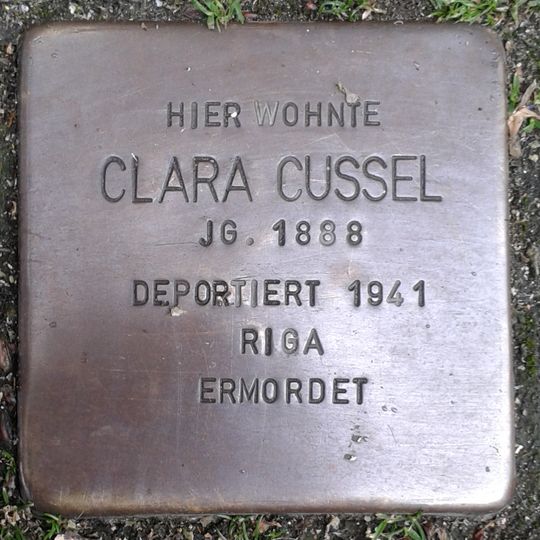 HIER WOHNTE
CLARA CUSSEL
JG. 1888
DEPORTIERT 1941
RIGA
ERMORDET